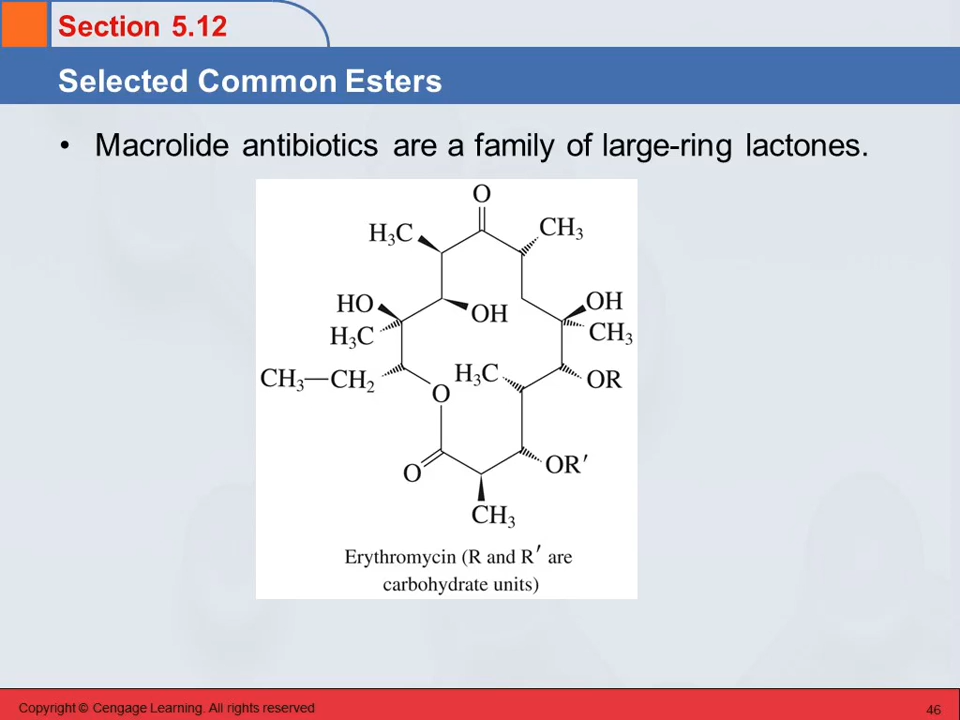 Section 5.12
Selected Common Esters
• Macrolide antibiotics are a family of large-ring lactones.
O
H₃C
CH₃
HO
OH
OH
H₃C
CH₃
CH₃—CH₂
H₃C
OR
O
O
OR′
CH₃
Erythromycin (R and R′ are
carbohydrate units)
Copyright © Cengage Learning. All rights reserved
46